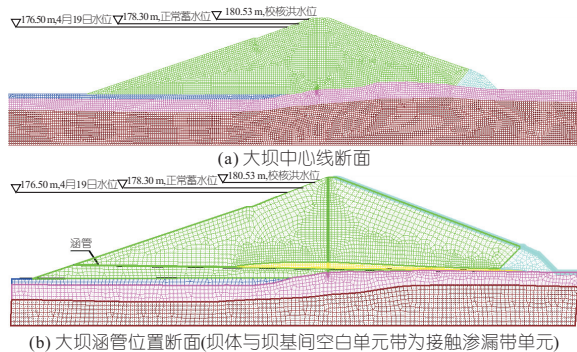 176.50 m,4月19日水位 178.30 m,正常蓄水位 180.53 m,校核洪水位
(a) 大坝中心线断面
176.50 m,4月19日水位 178.30 m,正常蓄水位 180.53 m,校核洪水位
涵管
(b) 大坝涵管位置断面(坝体与坝基间空白单元带为接触渗漏带单元)